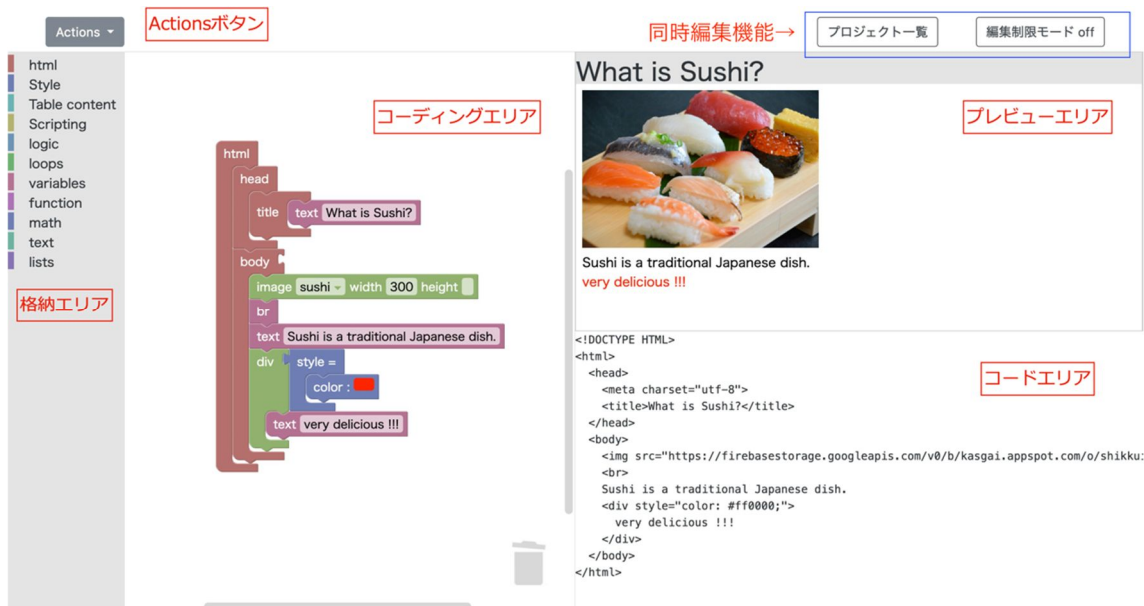 Actions
Actionsボタン
同時編集機能→
プロジェクト一覧
編集制限モード off
html
Style
Table content
Scripting
logic
loops
variables
function
math
text
lists
格納エリア
コーディングエリア
html
head
title text What is Sushi?
body
image sushi width 300 height
br
text Sushi is a traditional Japanese dish.
div style =
color :
text very delicious !!!
What is Sushi?
プレビューエリア
Sushi is a traditional Japanese dish.
very delicious !!!
コードエリア
<!DOCTYPE HTML>
<html>
<head>
<meta charset="utf-8">
<title>What is Sushi?</title>
</head>
<body>
<img src="https://firebasestorage.googleapis.com/v0/b/kasgai.appspot.com/o/shikku:
<br>
Sushi is a traditional Japanese dish.
<div style="color: #ff0000;">
very delicious !!!
</div>
</body>
</html>